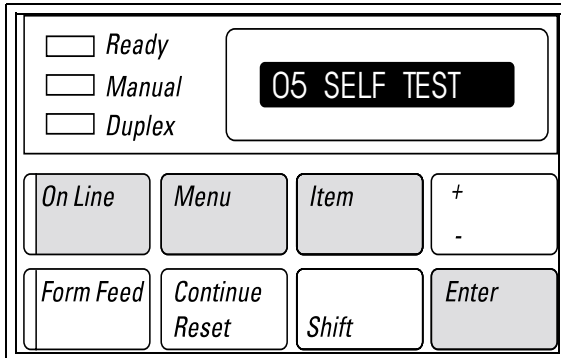 Ready
Manual
Duplex
05 SELF TEST
On Line
Menu
Item
+
-
Form Feed
Continue
Reset
Shift
Enter